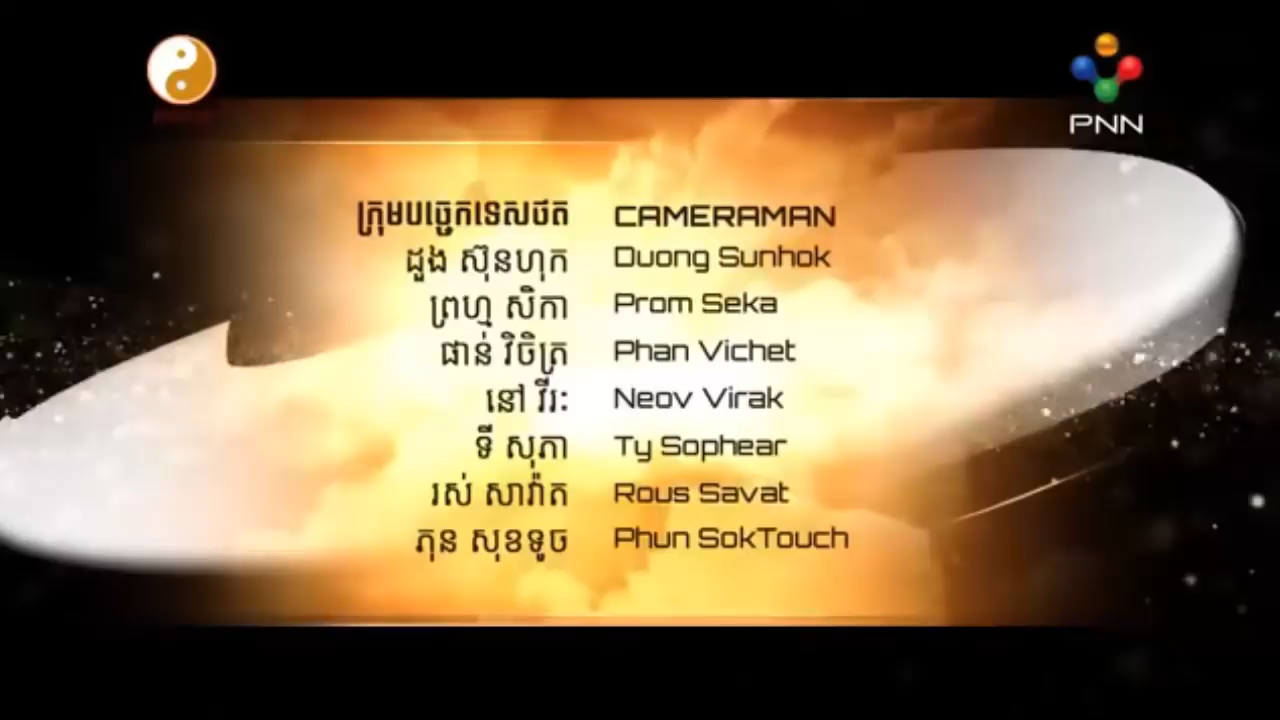 PNN
ក្រុមបច្ចេកទេសថត CAMERAMAN
ដួង ស៊ុនហុក Duong Sunhok
ព្រហ្ម សិកា Prom Seka
ផាន់ វិចិត្រ Phan Vichet
នៅ វីរៈ Neov Virak
ទី សុភា Ty Sophear
រស់ សាវ៉ាត Rous Savat
ភុន សុខទូច Phun SokTouch